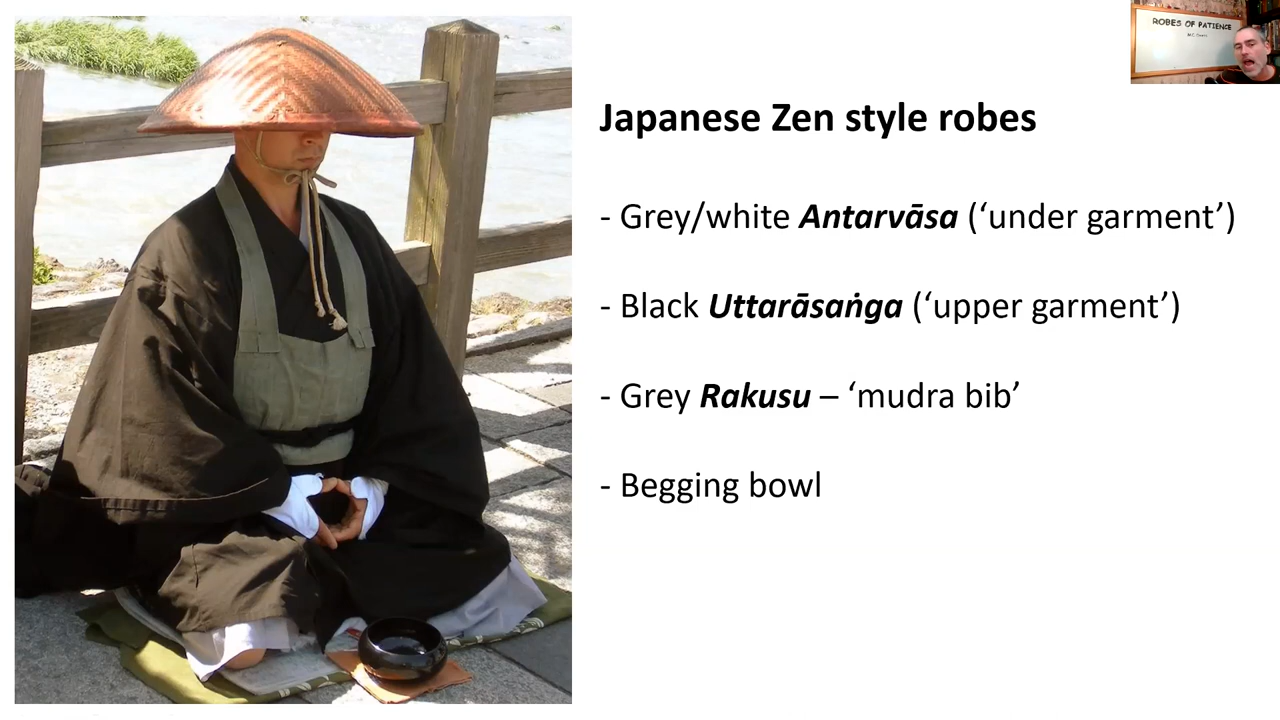 ROBES OF PATIENCE
Japanese Zen style robes
- Grey/white Antarvāsa (‘under garment’)
- Black Uttarāsaṅga (‘upper garment’)
- Grey Rakusu – ‘mudra bib’
- Begging bowl